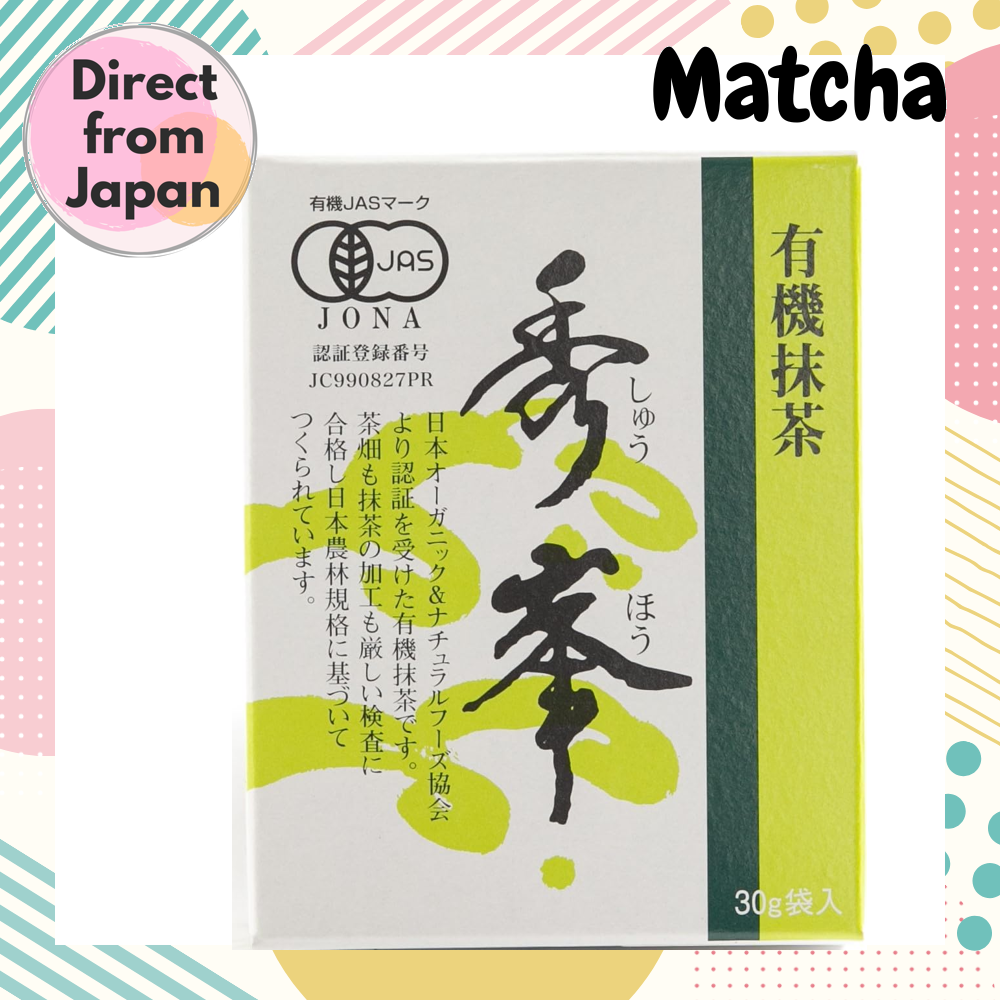 Direct
from
Japan
Matcha
有機JASマーク
JAS
JONA
認証登録番号
JC990827PR
有機抹茶
秀峯
しゅう
ほう
日本オーガニック&ナチュラルフーズ協会
より認証を受けた有機抹茶です。
茶畑も抹茶の加工も厳しい検査に
合格し日本農林規格に基づいて
つくられています。
30g袋入